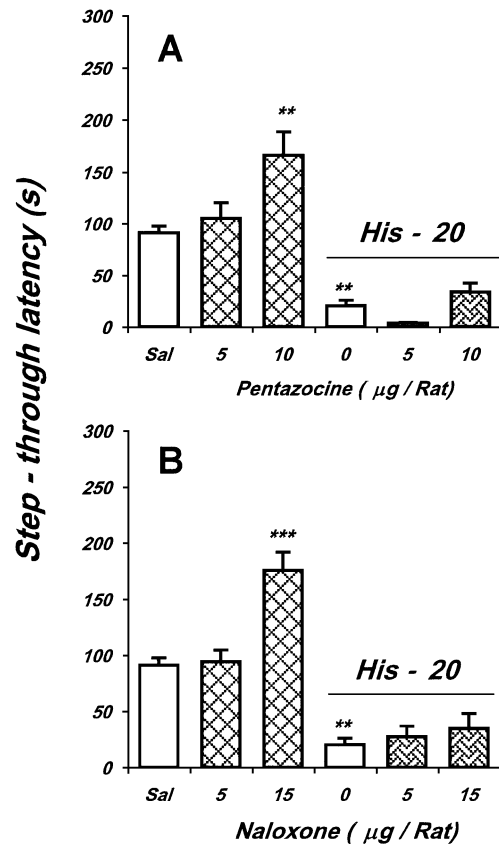 Step - through latency (s)
A
300
250
200
150
100
50
0
**
His - 20
**
Sal 5 10 0 5 10
Pentazocine ( μg / Rat)
B
300
250
200
150
100
50
0
***
His - 20
**
Sal 5 15 0 5 15
Naloxone ( μg / Rat)